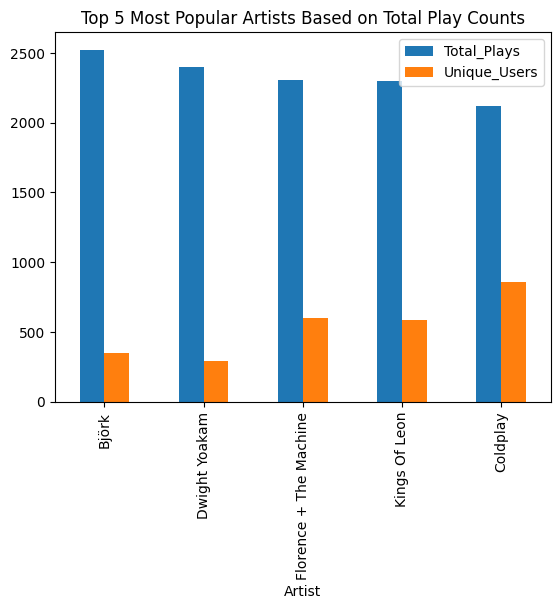 Top 5 Most Popular Artists Based on Total Play Counts
Total_Plays
Unique_Users
2500
2000
1500
1000
500
0
Björk
Dwight Yoakam
Florence + The Machine
Kings Of Leon
Coldplay
Artist